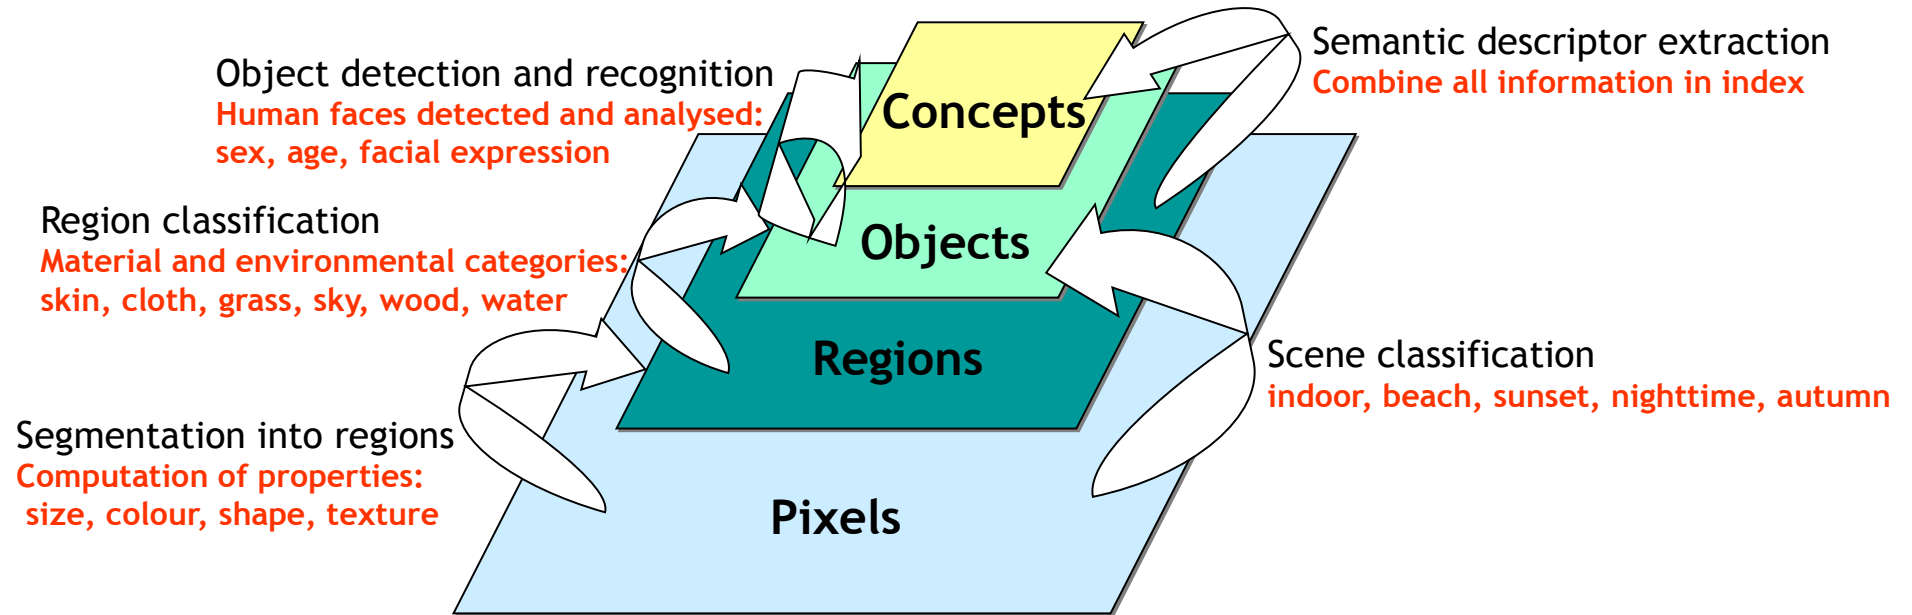 Semantic descriptor extraction
Combine all information in index
Object detection and recognition
Human faces detected and analysed:
sex, age, facial expression
Concepts
Region classification
Material and environmental categories:
skin, cloth, grass, sky, wood, water
Objects
Regions
Scene classification
indoor, beach, sunset, nighttime, autumn
Segmentation into regions
Computation of properties:
size, colour, shape, texture
Pixels